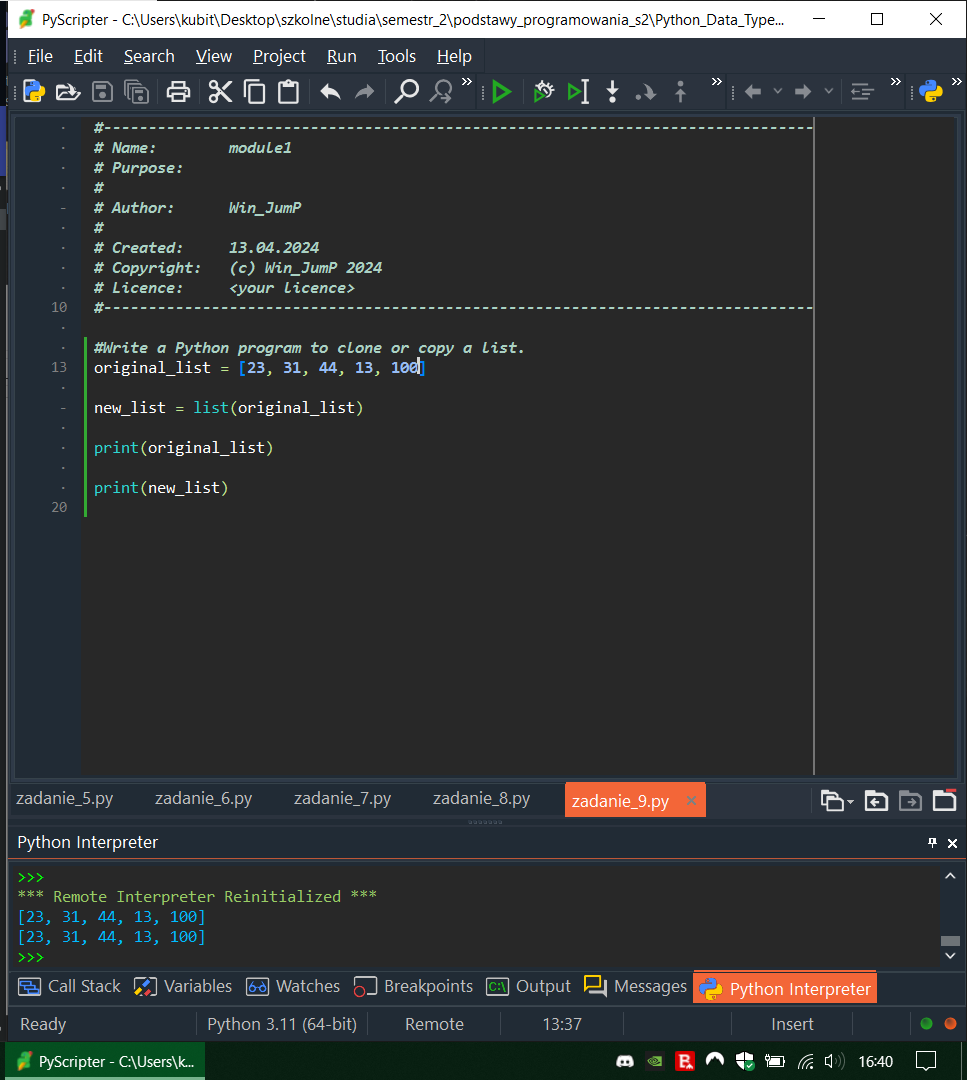 PyScripter - C:\Users\kubit\Desktop\szkolne\studia\semestr_2\podstawy_programowania_s2\Python_Data_Type...
File Edit Search View Project Run Tools Help
#-------------------------------------------------------------------------------
# Name:        module1
# Purpose:
#
# Author:      Win_JumP
#
# Created:     13.04.2024
# Copyright:   (c) Win_JumP 2024
# Licence:     <your licence>
10 #-------------------------------------------------------------------------------
#Write a Python program to clone or copy a list.
13 original_list = [23, 31, 44, 13, 100]
new_list = list(original_list)
print(original_list)
print(new_list)
20
zadanie_5.py zadanie_6.py zadanie_7.py zadanie_8.py zadanie_9.py
Python Interpreter
>>>
*** Remote Interpreter Reinitialized ***
[23, 31, 44, 13, 100]
[23, 31, 44, 13, 100]
>>>
Call Stack Variables Watches Breakpoints C:\ Output Messages Python Interpreter
Ready Python 3.11 (64-bit) Remote 13:37 Insert
PyScripter - C:\Users\k... 16:40